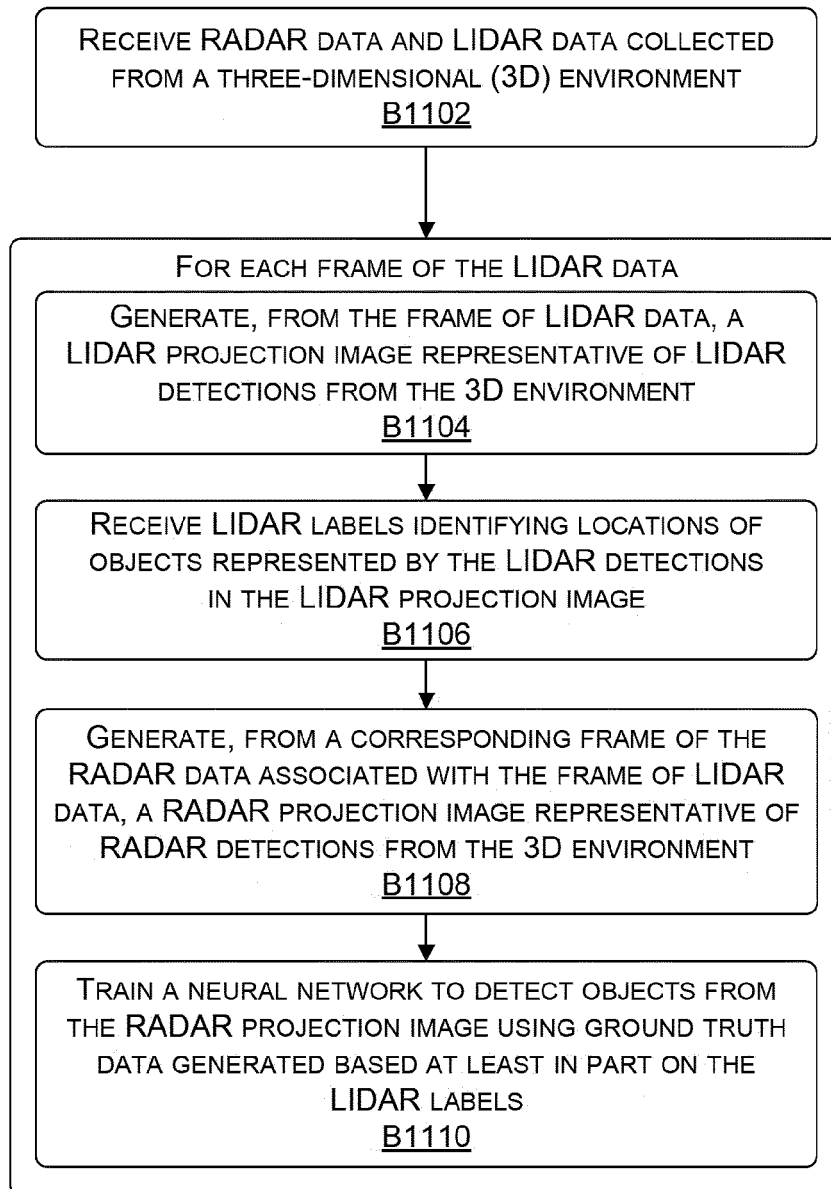 RECEIVE RADAR DATA AND LIDAR DATA COLLECTED
FROM A THREE-DIMENSIONAL (3D) ENVIRONMENT
B1102
FOR EACH FRAME OF THE LIDAR DATA
GENERATE, FROM THE FRAME OF LIDAR DATA, A
LIDAR PROJECTION IMAGE REPRESENTATIVE OF LIDAR
DETECTIONS FROM THE 3D ENVIRONMENT
B1104
RECEIVE LIDAR LABELS IDENTIFYING LOCATIONS OF
OBJECTS REPRESENTED BY THE LIDAR DETECTIONS
IN THE LIDAR PROJECTION IMAGE
B1106
GENERATE, FROM A CORRESPONDING FRAME OF THE
RADAR DATA ASSOCIATED WITH THE FRAME OF LIDAR
DATA, A RADAR PROJECTION IMAGE REPRESENTATIVE OF
RADAR DETECTIONS FROM THE 3D ENVIRONMENT
B1108
TRAIN A NEURAL NETWORK TO DETECT OBJECTS FROM
THE RADAR PROJECTION IMAGE USING GROUND TRUTH
DATA GENERATED BASED AT LEAST IN PART ON THE
LIDAR LABELS
B1110